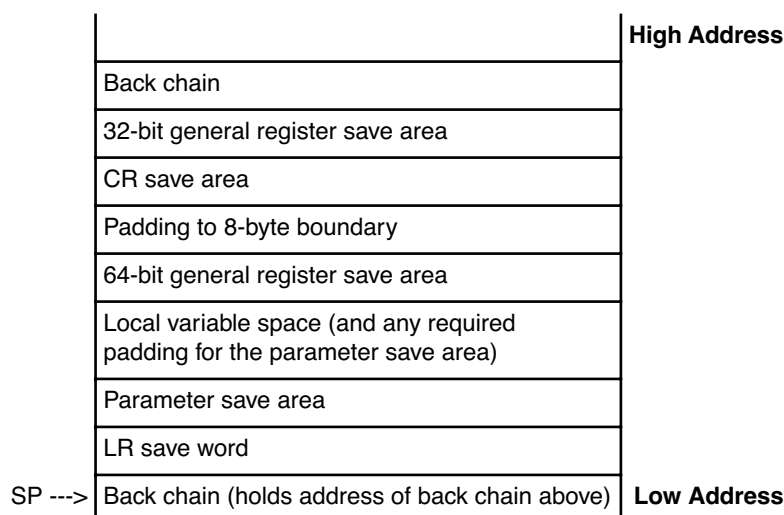 High Address
Back chain
32-bit general register save area
CR save area
Padding to 8-byte boundary
64-bit general register save area
Local variable space (and any required
padding for the parameter save area)
Parameter save area
LR save word
SP ---> Back chain (holds address of back chain above) Low Address